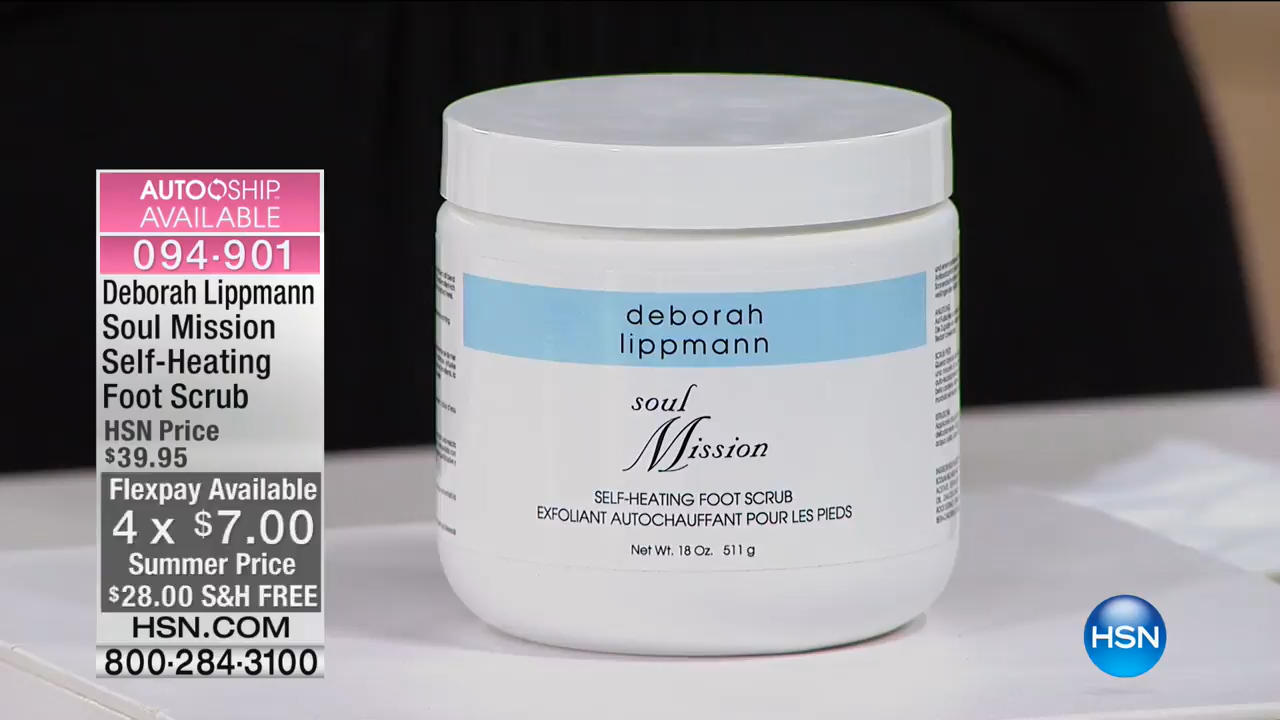 AUTO SHIP
AVAILABLE
094-901
Deborah Lippmann
Soul Mission
Self-Heating
Foot Scrub
HSN Price
$39.95
Flexpay Available
4 x $7.00
Summer Price
$28.00 S&H FREE
HSN.COM
800-284-3100
deborah
lippmann
soul
Mission
SELF-HEATING FOOT SCRUB
EXFOLIANT AUTOCHAUFFANT POUR LES PIEDS
Net Wt. 18 Oz. 511 g
HSN